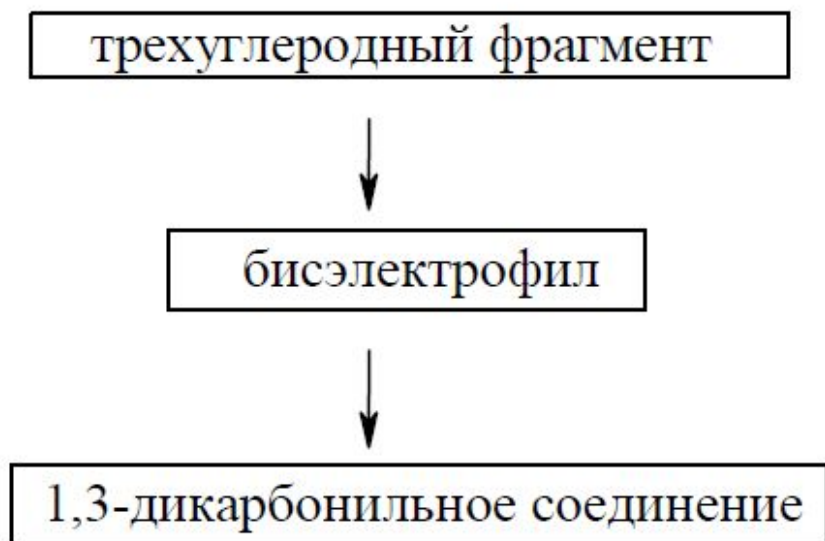 трехуглеродный фрагмент
бисэлектрофил
1,3-дикарбонильное соединение